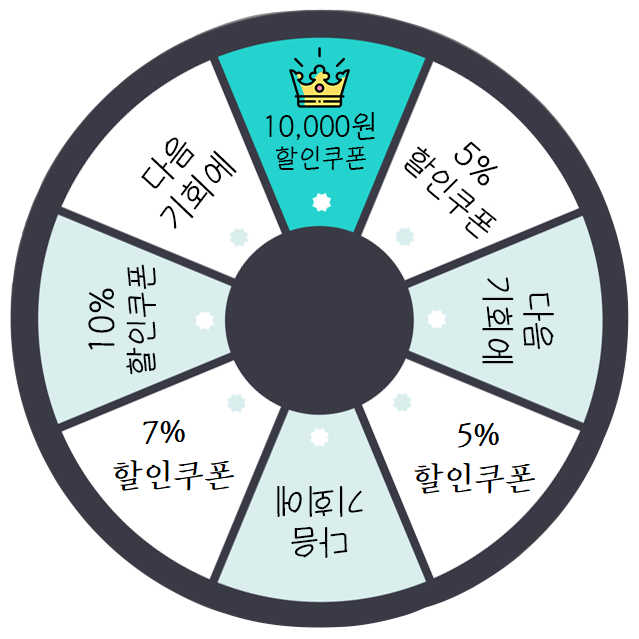 10,000원
할인쿠폰
5%
할인쿠폰
다음
기회에
5%
할인쿠폰
다음
기회에
7%
할인쿠폰
10%
할인쿠폰
다음
기회에